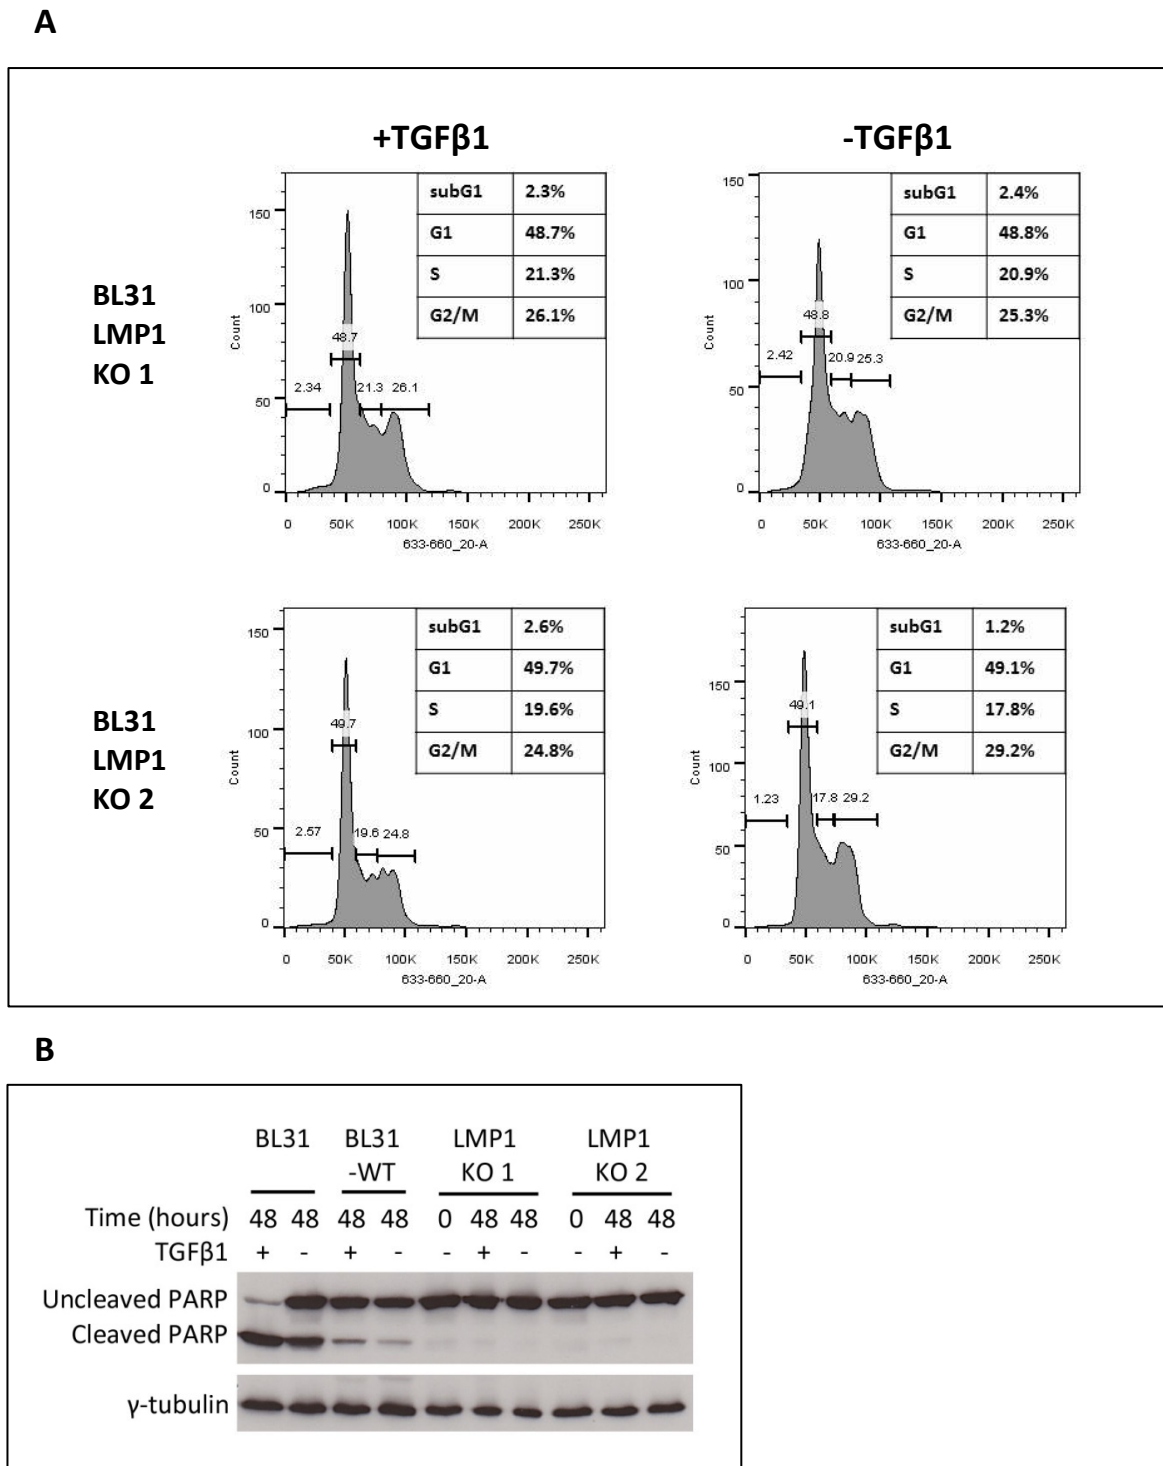 A
+TGFβ1
-TGFβ1
BL31
LMP1
KO 1
subG1 2.3%
G1 48.7%
S 21.3%
G2/M 26.1%
150
100
50
0
Count
48.7
2.34
21.3
26.1
0 50K 100K 150K 200K 250K
633-660_20-A
subG1 2.4%
G1 48.8%
S 20.9%
G2/M 25.3%
150
100
50
0
Count
48.8
2.42
20.9
25.3
0 50K 100K 150K 200K 250K
633-660_20-A
BL31
LMP1
KO 2
subG1 2.6%
G1 49.7%
S 19.6%
G2/M 24.8%
150
100
50
0
Count
49.7
2.57
19.6
24.8
0 50K 100K 150K 200K 250K
633-660_20-A
subG1 1.2%
G1 49.1%
S 17.8%
G2/M 29.2%
150
100
50
0
Count
49.1
1.23
17.8
29.2
0 50K 100K 150K 200K 250K
633-660_20-A
B
BL31 BL31 LMP1 LMP1
-WT KO 1 KO 2
Time (hours) 48 48 48 48 0 48 48 0 48 48
TGFβ1 + - + - - + - - + -
Uncleaved PARP
Cleaved PARP
γ-tubulin